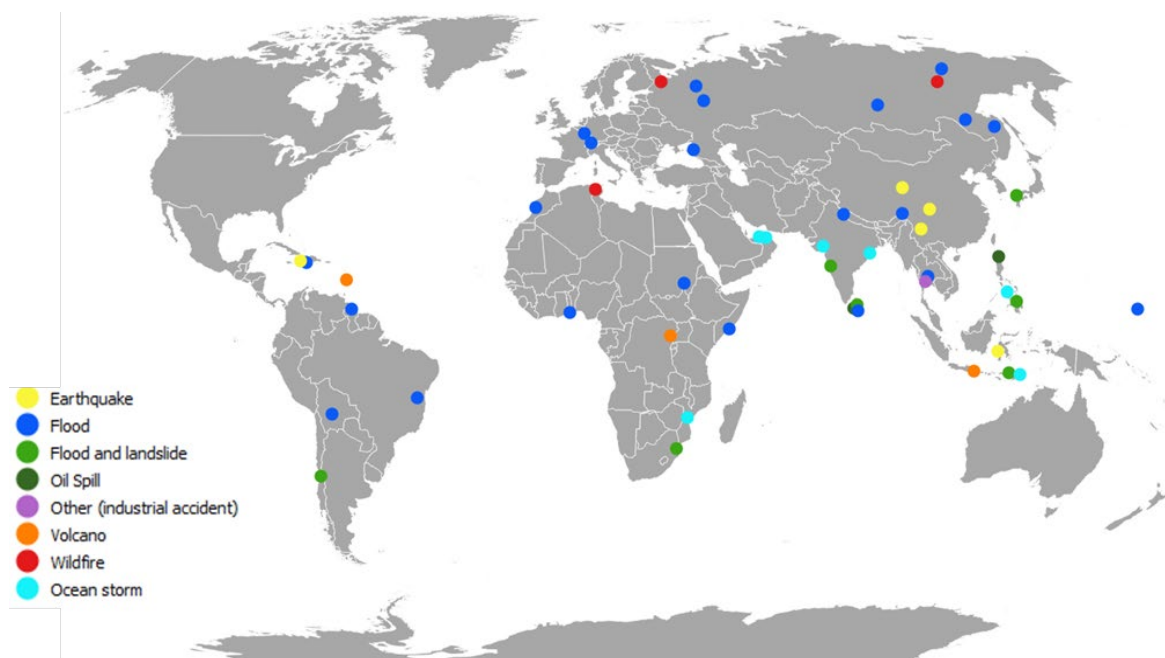 Earthquake
Flood
Flood and landslide
Oil Spill
Other (industrial accident)
Volcano
Wildfire
Ocean storm